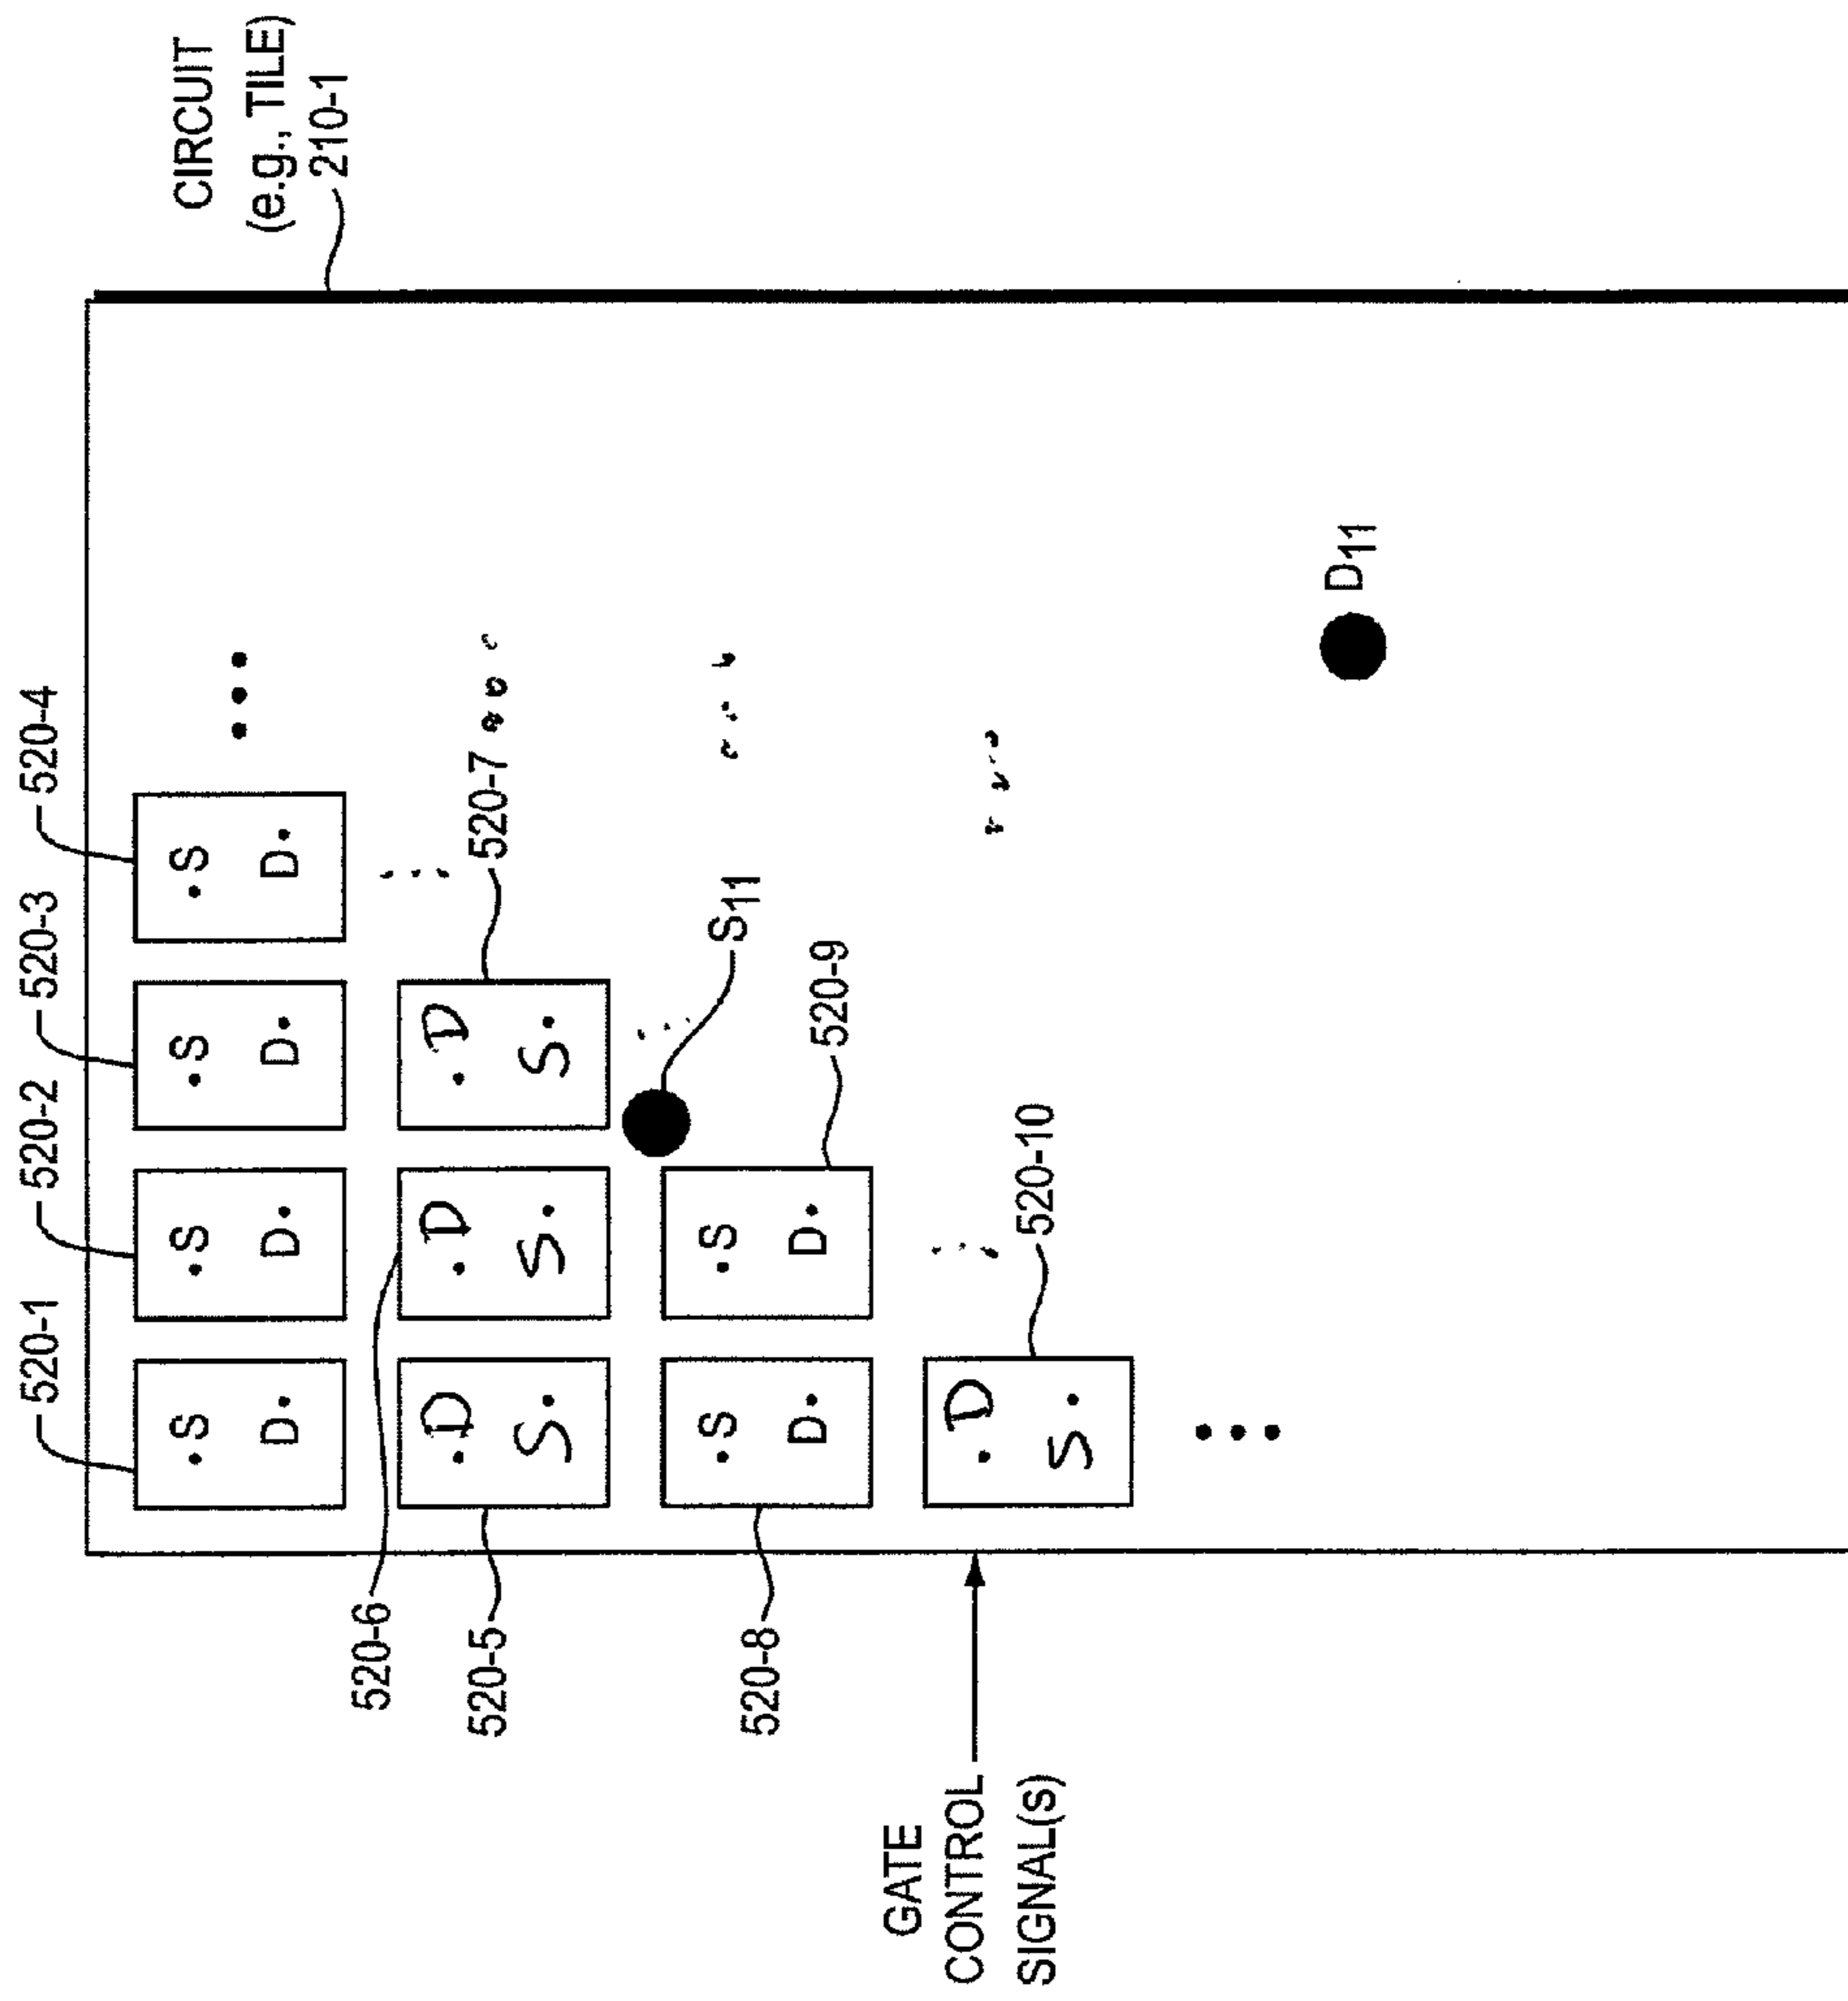 CIRCUIT
(e.g., TILE)
210-1
520-1
520-2
520-3
520-4
S
D
S
D
S
D
S
D
520-6
520-5
520-7
D
S
D
S
D
S
S11
520-8
520-9
S
D
S
D
520-10
D
S
GATE
CONTROL
SIGNAL(s)
D11